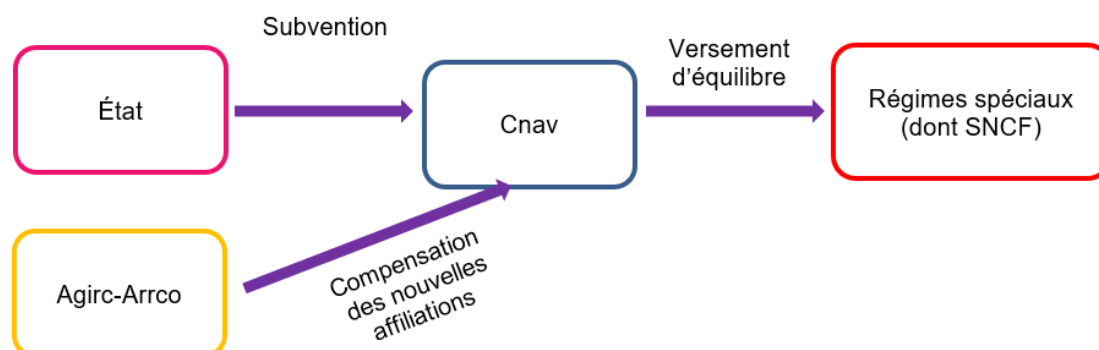 Subvention
Versement
d’équilibre
État
Cnav
Régimes spéciaux
(dont SNCF)
Agirc-Arrco
Compensation
des nouvelles
affiliations